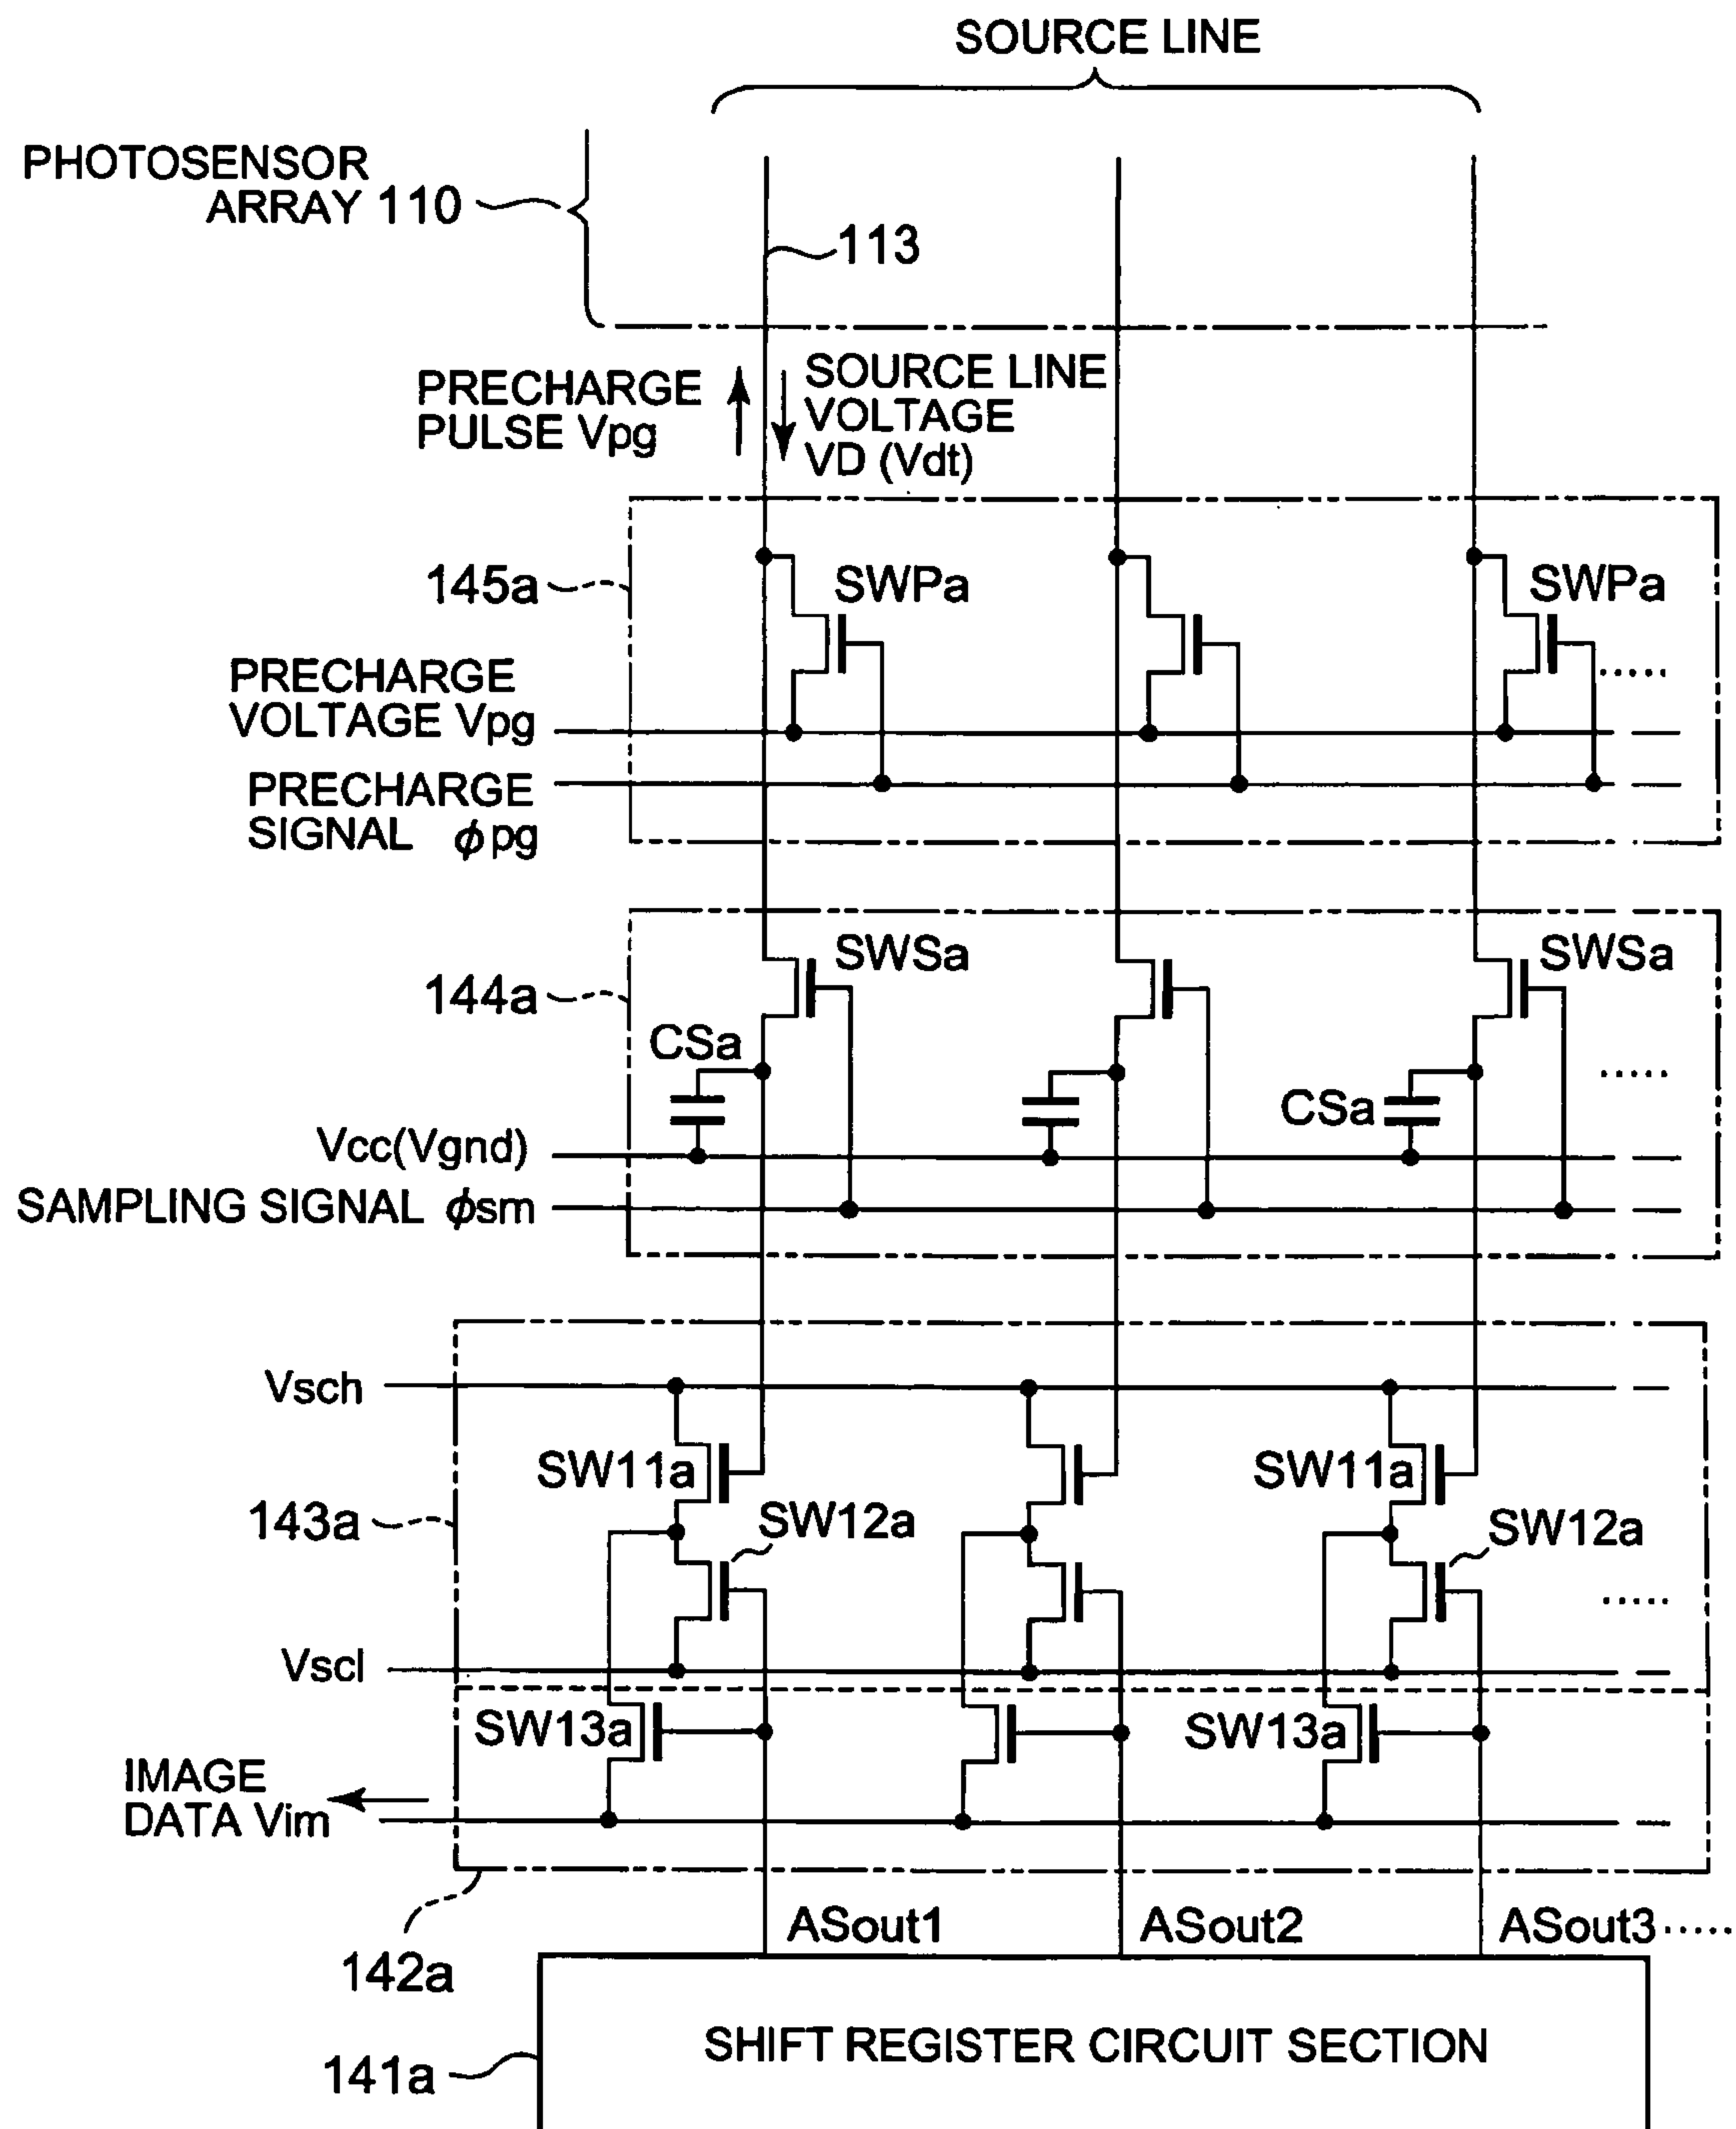 SOURCE LINE
PHOTOSENSOR
ARRAY 110
113
PRECHARGE
PULSE Vpg
SOURCE LINE
VOLTAGE
VD (Vdt)
145a
SWPa
SWPa
PRECHARGE
VOLTAGE Vpg
.....
PRECHARGE
SIGNAL ϕpg
144a
SWSa
SWSa
CSa
CSa
.....
Vcc(Vgnd)
SAMPLING SIGNAL ϕsm
Vsch
SW11a
SW11a
143a
SW12a
SW12a
.....
Vscl
SW13a
SW13a
IMAGE
DATA Vim
142a
ASout1
ASout2
ASout3.....
SHIFT REGISTER CIRCUIT SECTION
141a